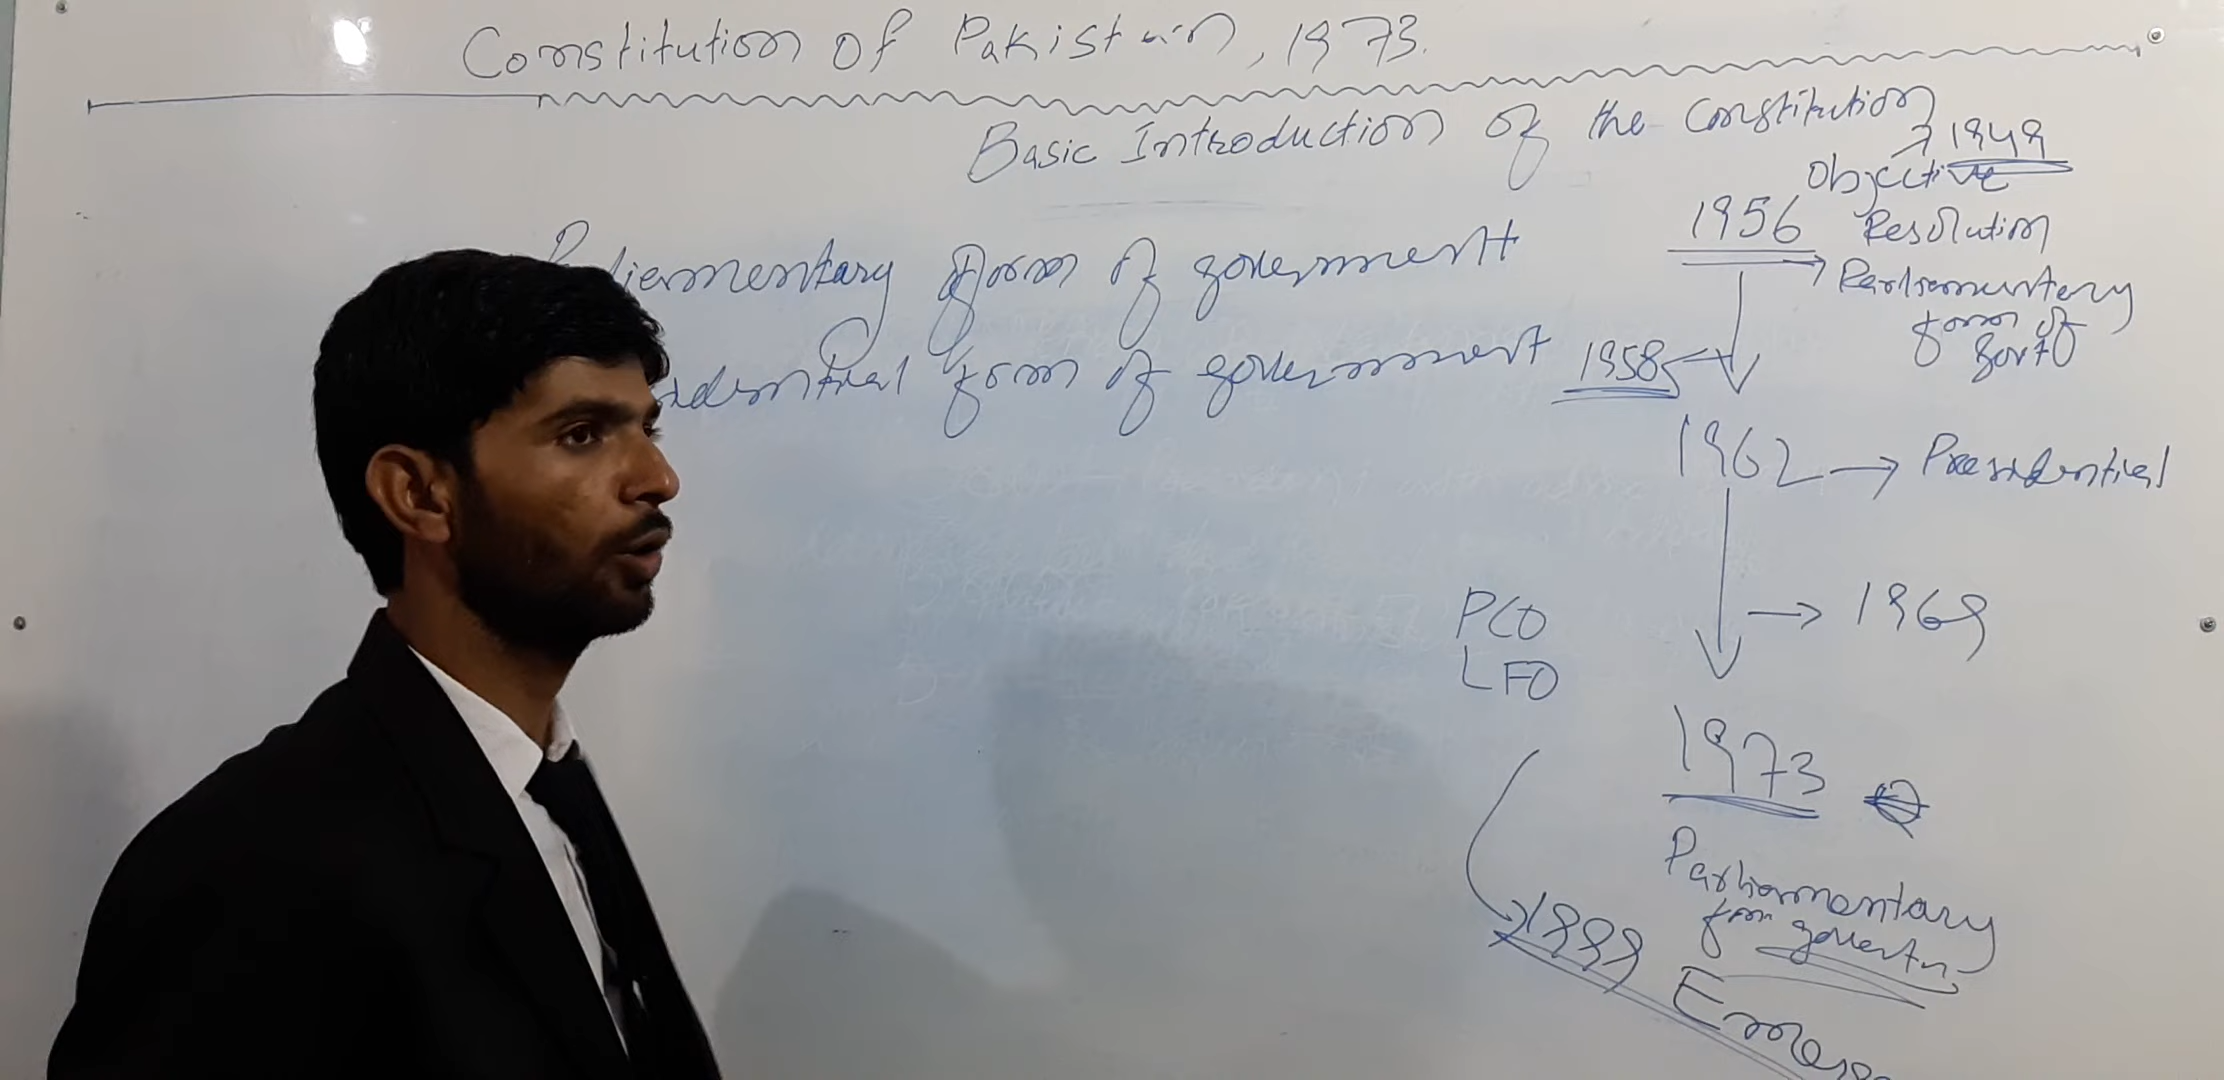 Constitution of Pakistan, 1973.
Basic Introduction of the Constitution
1949
Objective
Resolution
1956
Parliamentary
form of
Govt
Parliamentary form of government
form of government
1958
1962 → Presidential
→ 1969
PCO
LFO
1973
Parliamentary
form
1999